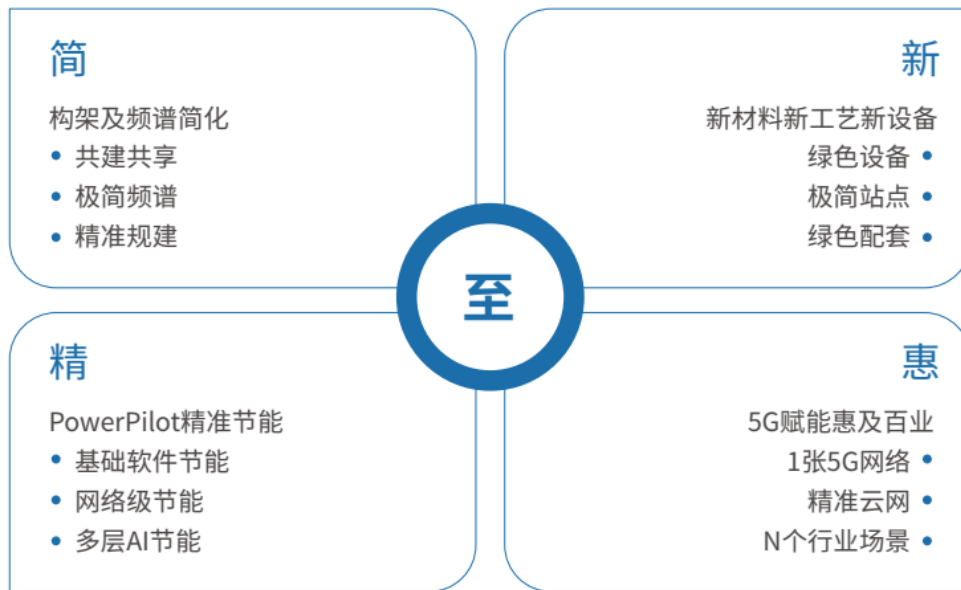 简
构架及频谱简化
• 共建共享
• 极简频谱
• 精准规建
新
新材料新工艺新设备
绿色设备 •
极简站点 •
绿色配套 •
至
精
PowerPilot精准节能
• 基础软件节能
• 网络级节能
• 多层AI节能
惠
5G赋能惠及百业
1张5G网络 •
精准云网 •
N个行业场景 •